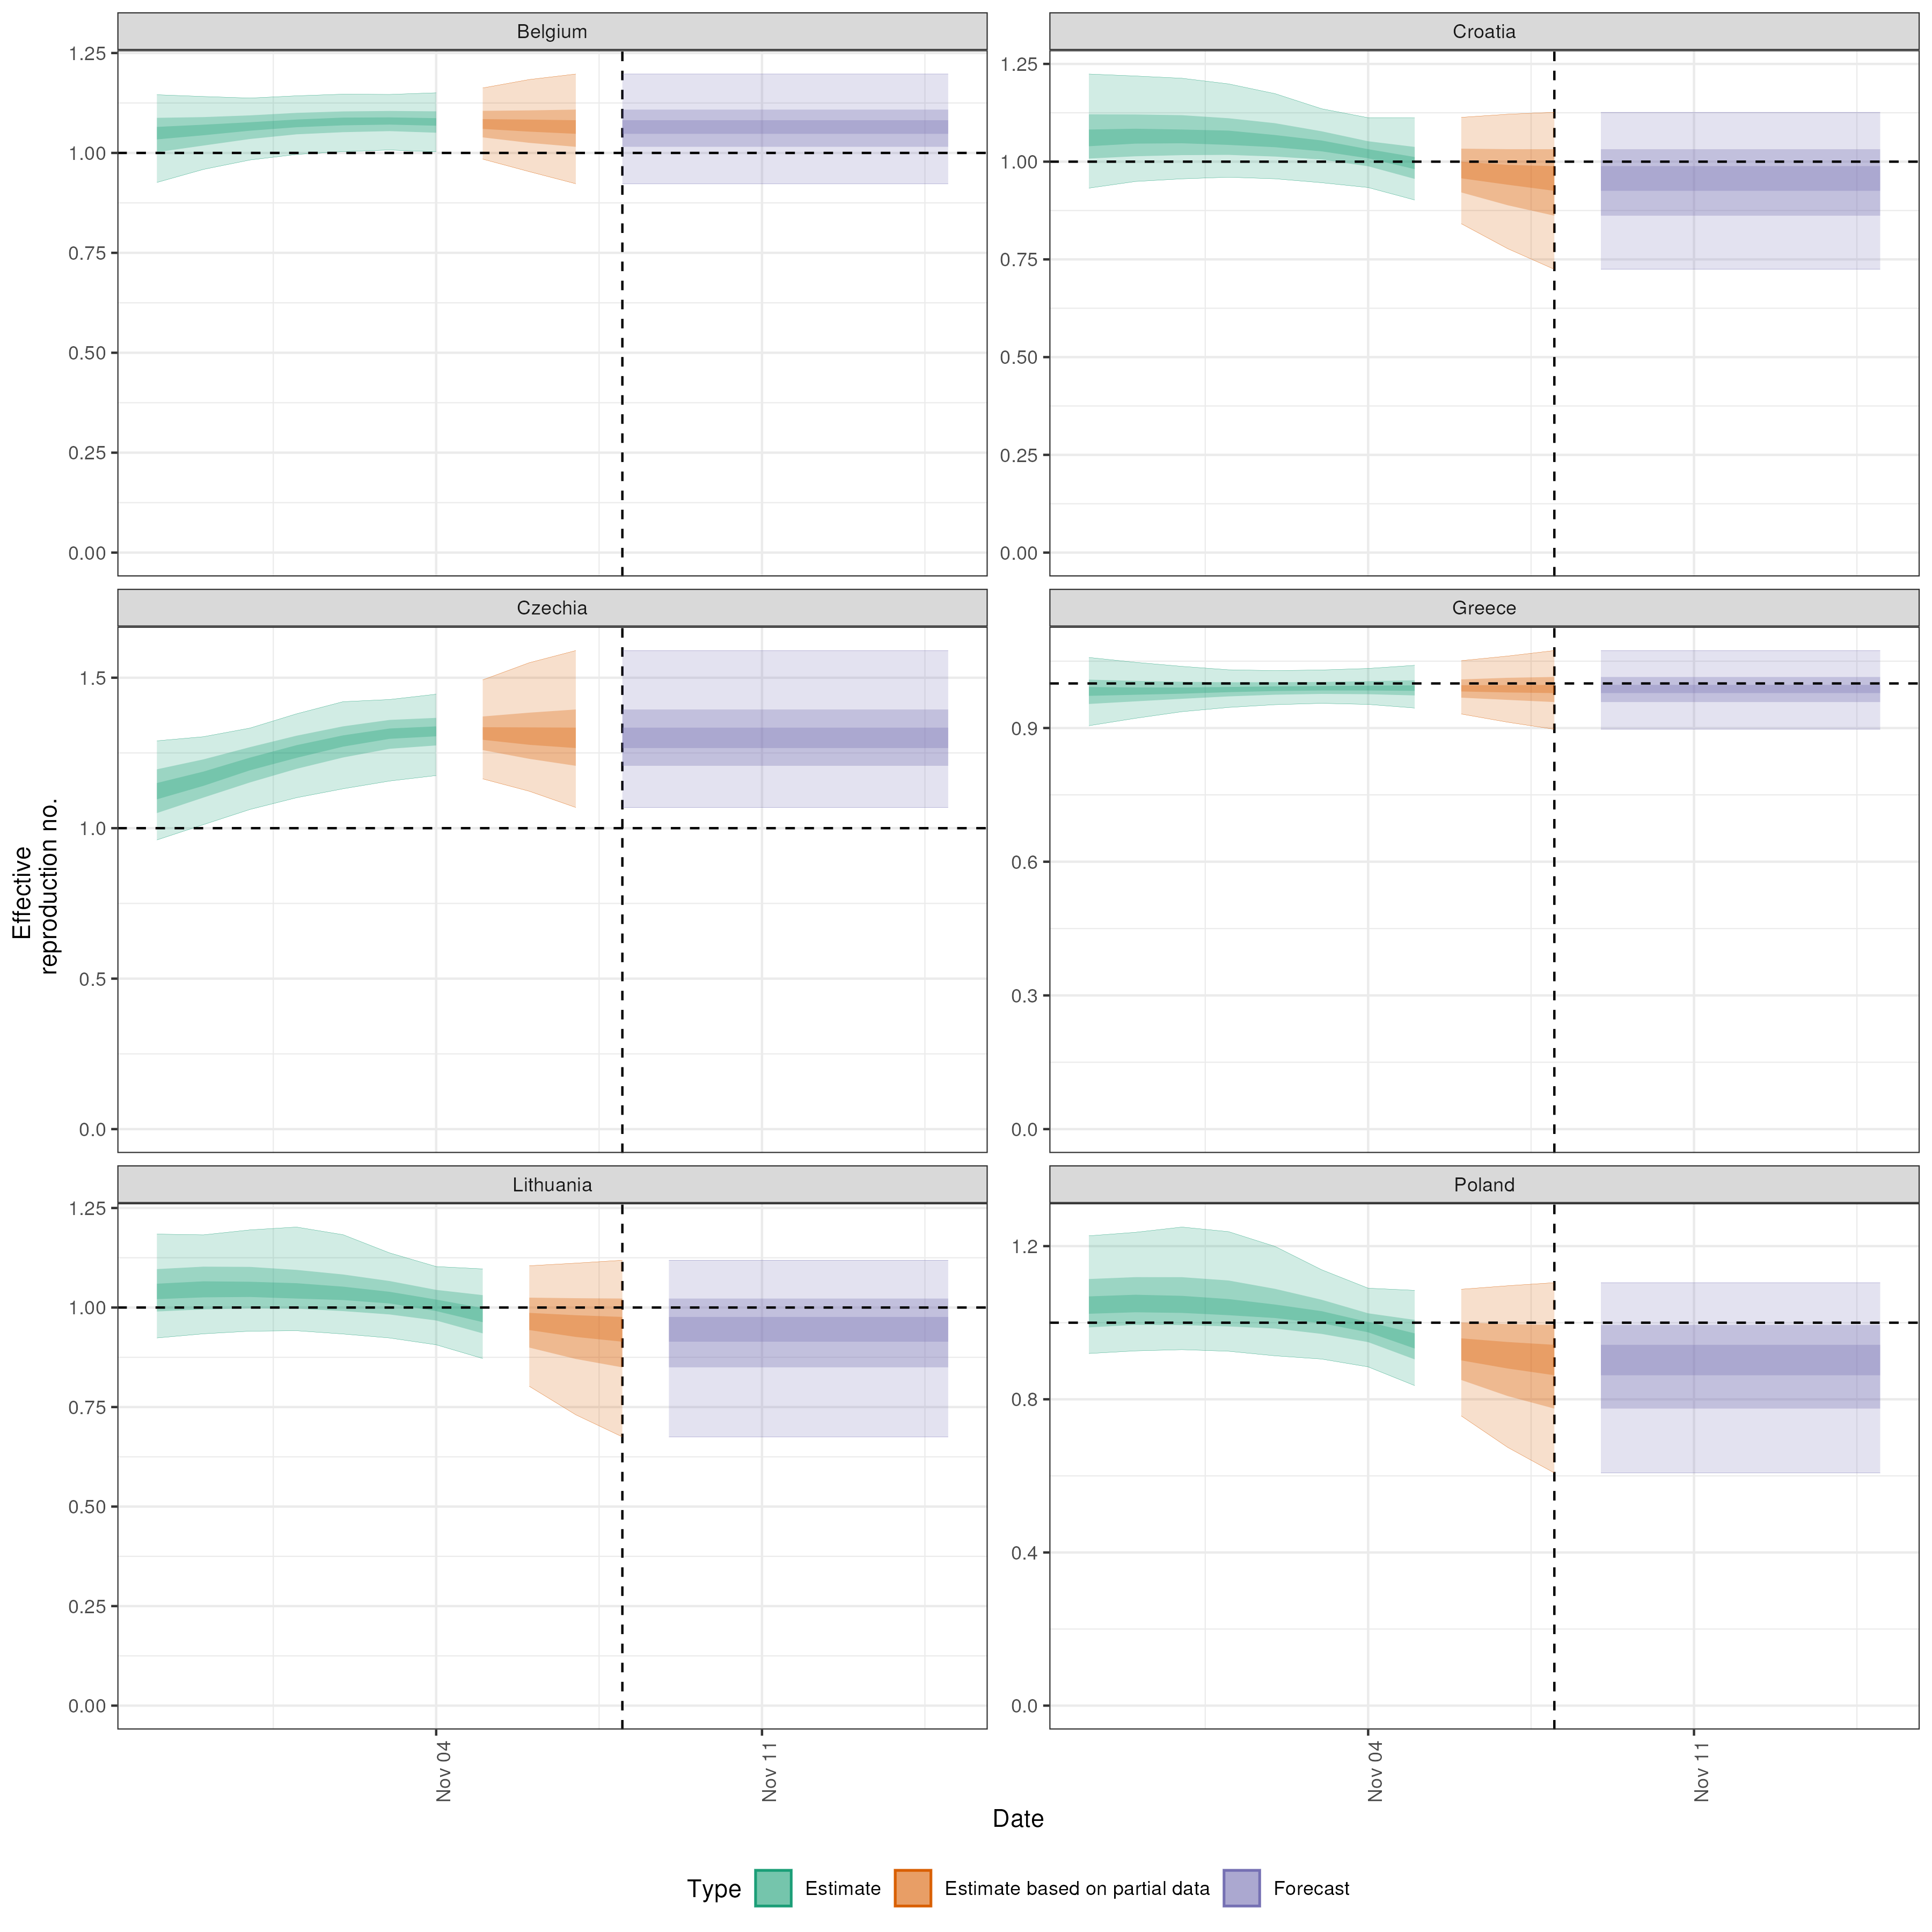 Belgium
Croatia
1.25
1.00
0.75
0.50
0.25
0.00
1.25
1.00
0.75
0.50
0.25
0.00
Czechia
Greece
1.5
1.0
0.5
0.0
0.9
0.6
0.3
0.0
Lithuania
Poland
1.25
1.00
0.75
0.50
0.25
0.00
1.2
0.8
0.4
0.0
Effective
reproduction no.
Nov 04
Nov 11
Nov 04
Nov 11
Date
Type
Estimate
Estimate based on partial data
Forecast